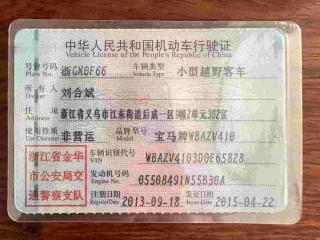 中华人民共和国机动车行驶证
Vehicle License of the People's Republic of China
号牌号码 浙GM8F66 车辆类型 小型越野客车
Plate No. Vehicle Type
所有人 刘合斌
住址 浙江省义乌市江东街道后成一区9幢2单元302室
使用性质 非营运 品牌型号 宝马牌WBAZV410
Use Character Model
浙江省金华 车辆识别代号 WBAZV4103D0E65828
VIN
市公安局交 发动机号码 05508491N55B30A
Engine No.
通警察支队 注册日期 2013-09-18 发证日期 2015-04-22
Register Date Issue Date